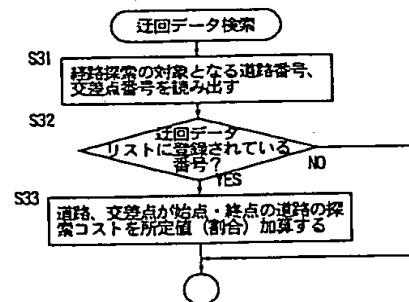 迂回データ検索
S31
経路探索の対象となる道路番号、
交差点番号を読み出す
S32
迂回データ
リストに登録されている
番号?
NO
YES
S33
道路、交差点が始点・終点の道路の探
索コストを所定値(割合)加算する